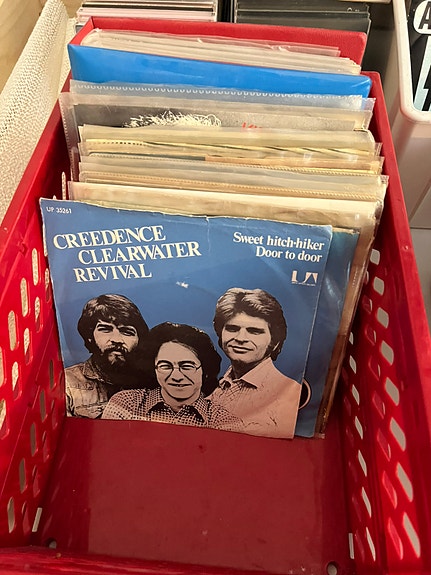 UP 35261
CREEDENCE
CLEARWATER
REVIVAL
Sweet hitch-hiker
Door to door
UA
A